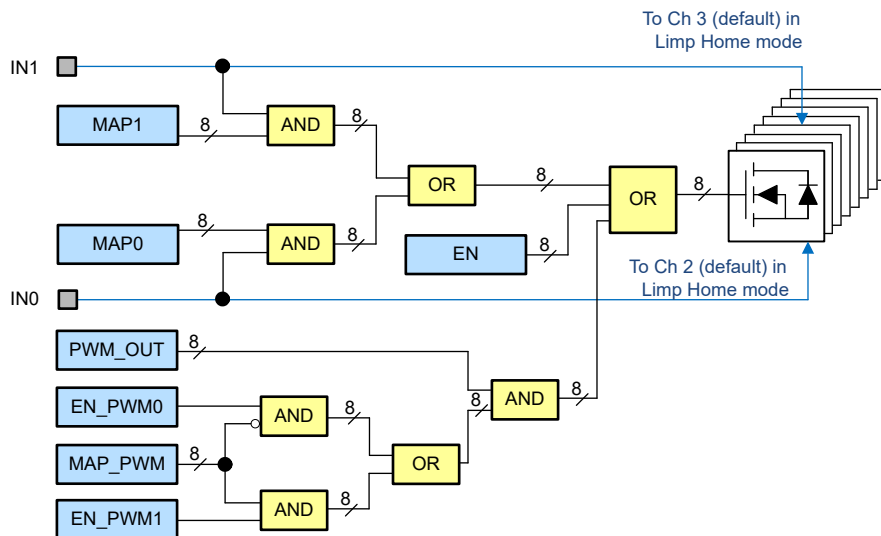 To Ch 3 (default) in
Limp Home mode
IN1
MAP1
8
AND
8
OR
8
OR
8
MAP0
8
AND
8
EN
8
To Ch 2 (default) in
Limp Home mode
IN0
PWM_OUT
8
EN_PWM0
AND
8
8
AND
8
MAP_PWM
8
OR
EN_PWM1
AND
8